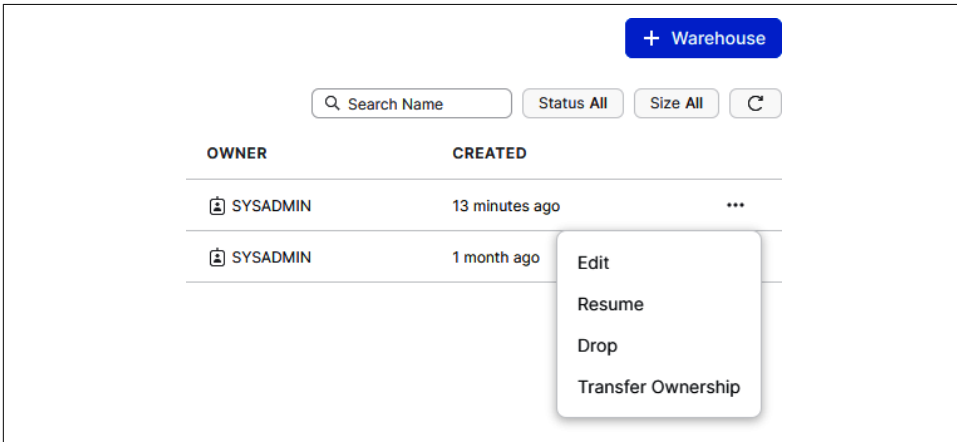 + Warehouse
Search Name Status All Size All
OWNER CREATED
SYSADMIN 13 minutes ago •••
SYSADMIN 1 month ago
Edit
Resume
Drop
Transfer Ownership